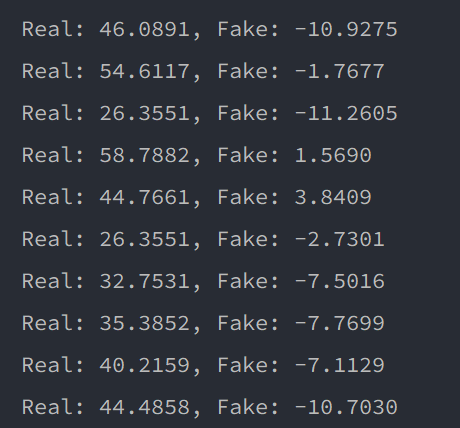 Real: 46.0891, Fake: -10.9275
Real: 54.6117, Fake: -1.7677
Real: 26.3551, Fake: -11.2605
Real: 58.7882, Fake: 1.5690
Real: 44.7661, Fake: 3.8409
Real: 26.3551, Fake: -2.7301
Real: 32.7531, Fake: -7.5016
Real: 35.3852, Fake: -7.7699
Real: 40.2159, Fake: -7.1129
Real: 44.4858, Fake: -10.7030